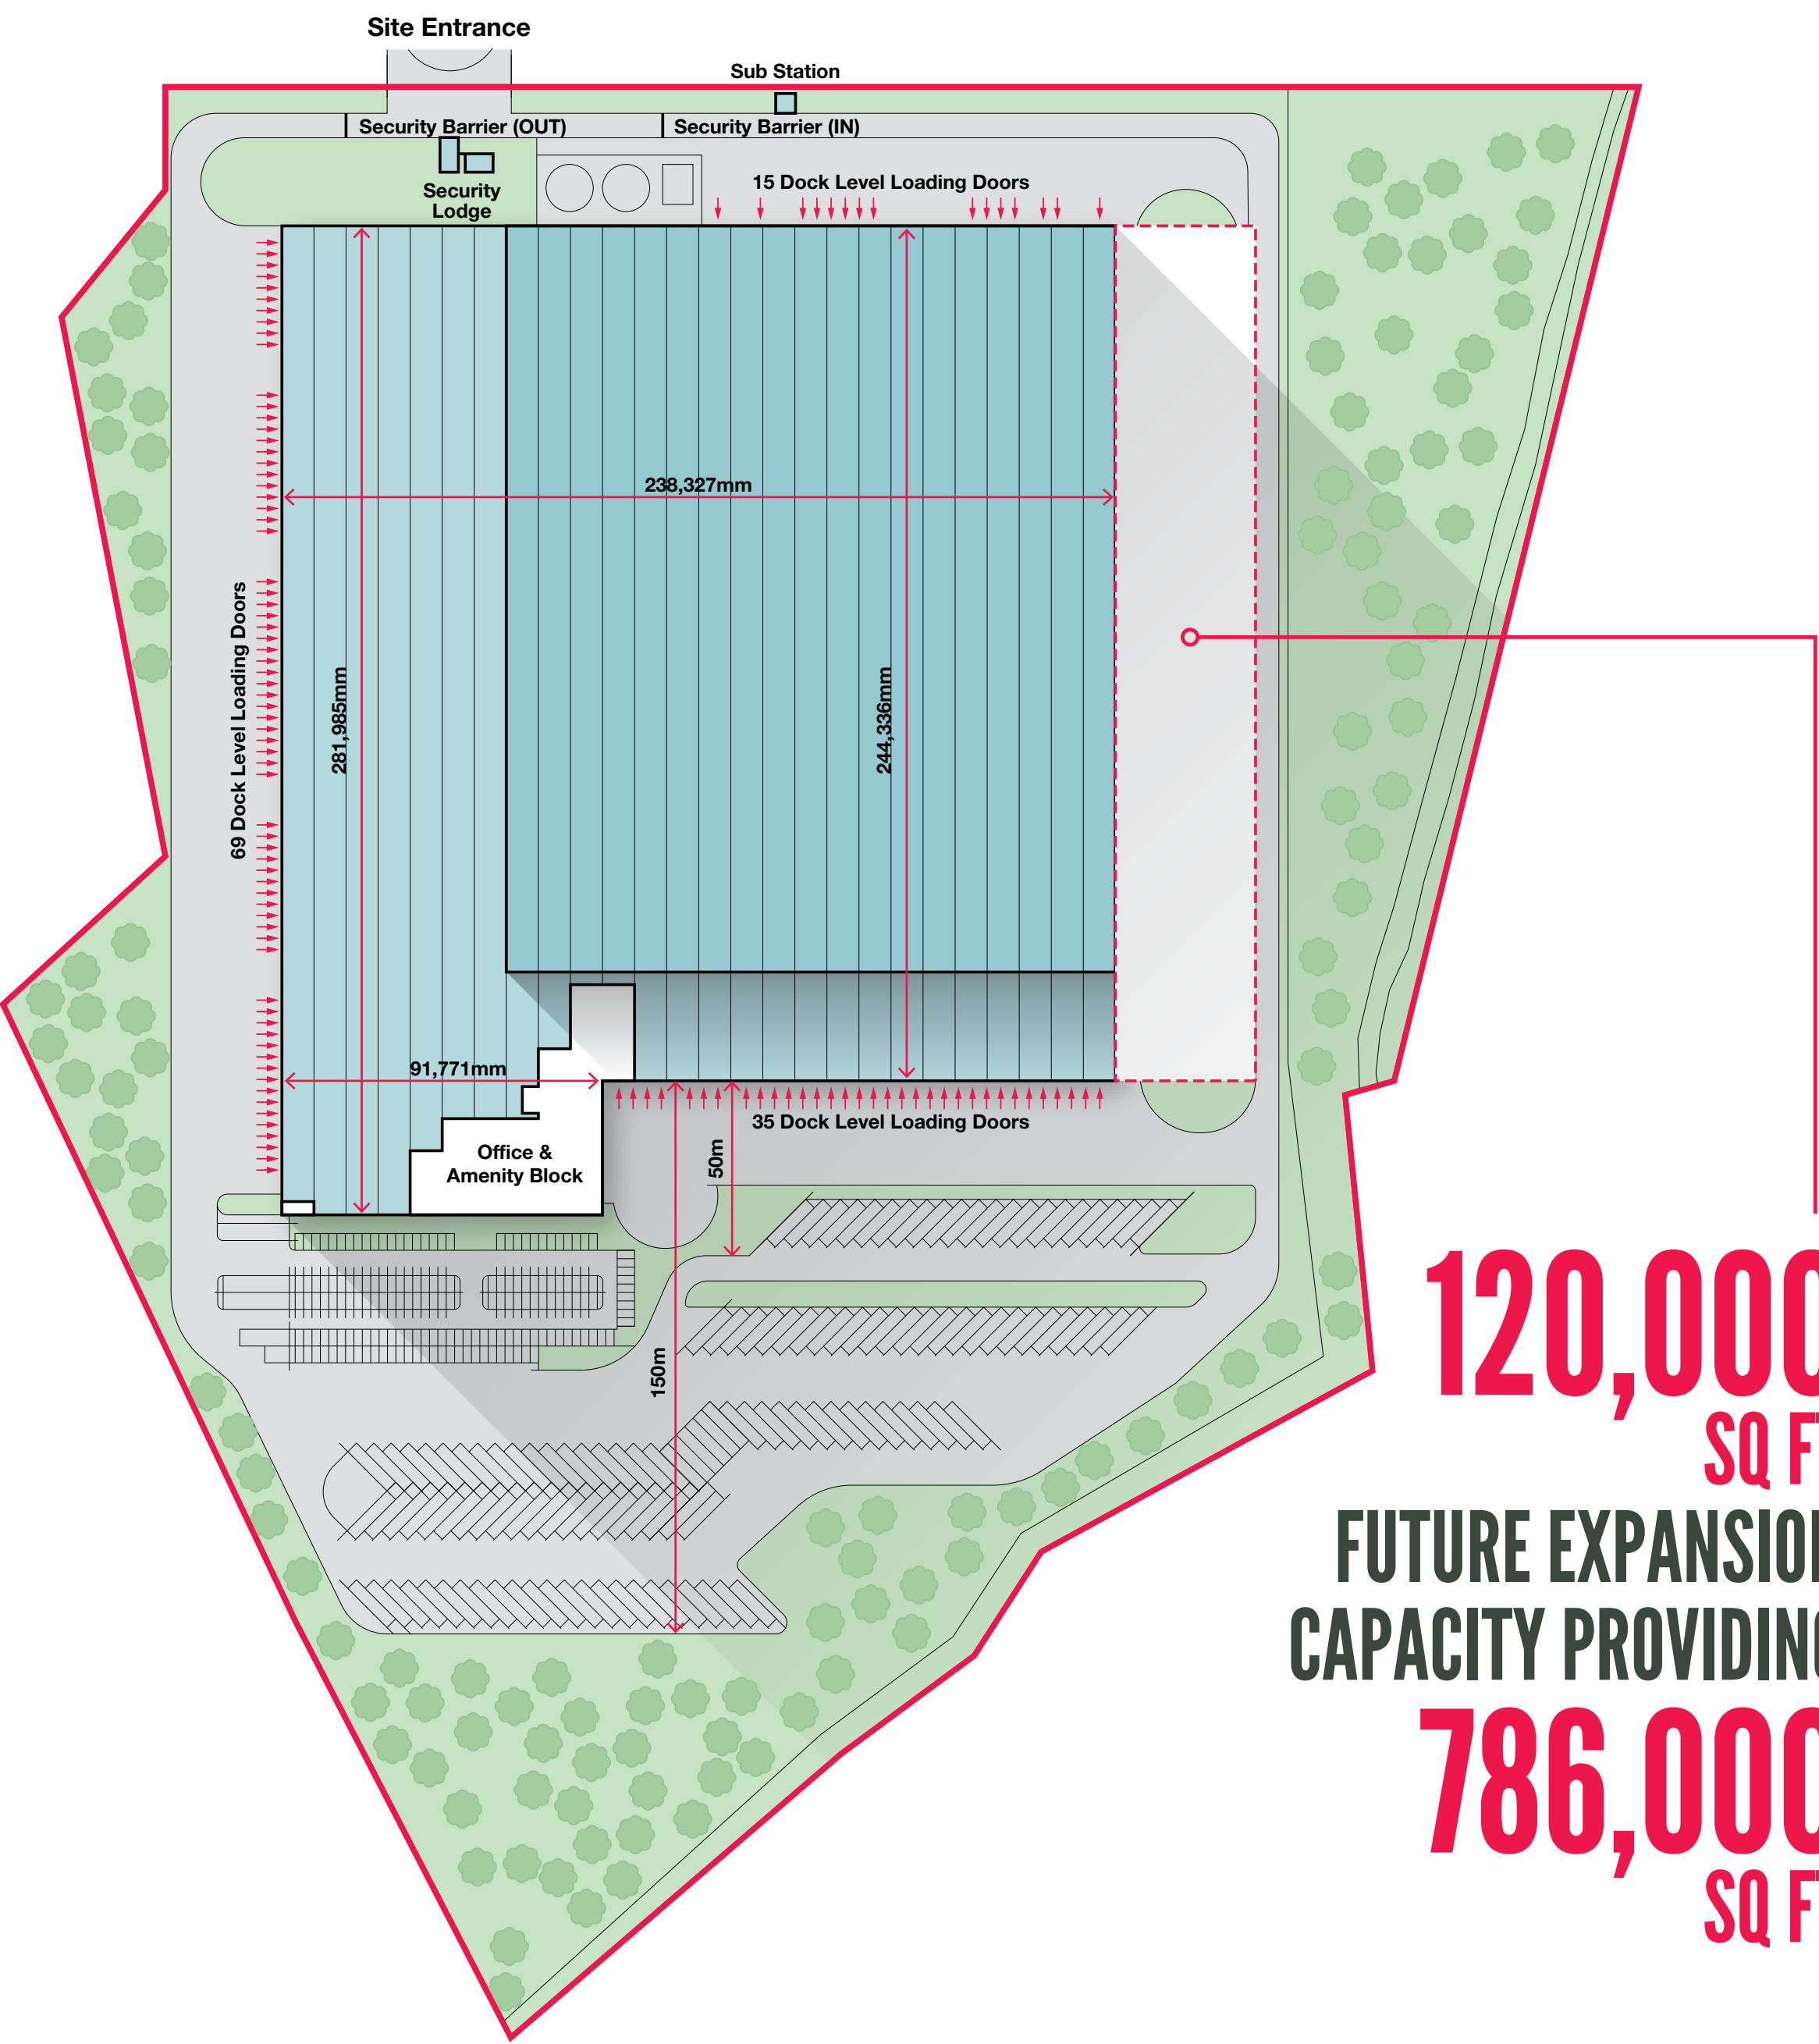 Site Entrance
Sub Station
Security Barrier (OUT)
Security Barrier (IN)
Security
Lodge
15 Dock Level Loading Doors
238,327mm
69 Dock Level Loading Doors
281,985mm
244,336mm
91,771mm
35 Dock Level Loading Doors
Office &
Amenity Block
50m
150m
120,000
SQ FT
FUTURE EXPANSION
CAPACITY PROVIDING
786,000
SQ FT